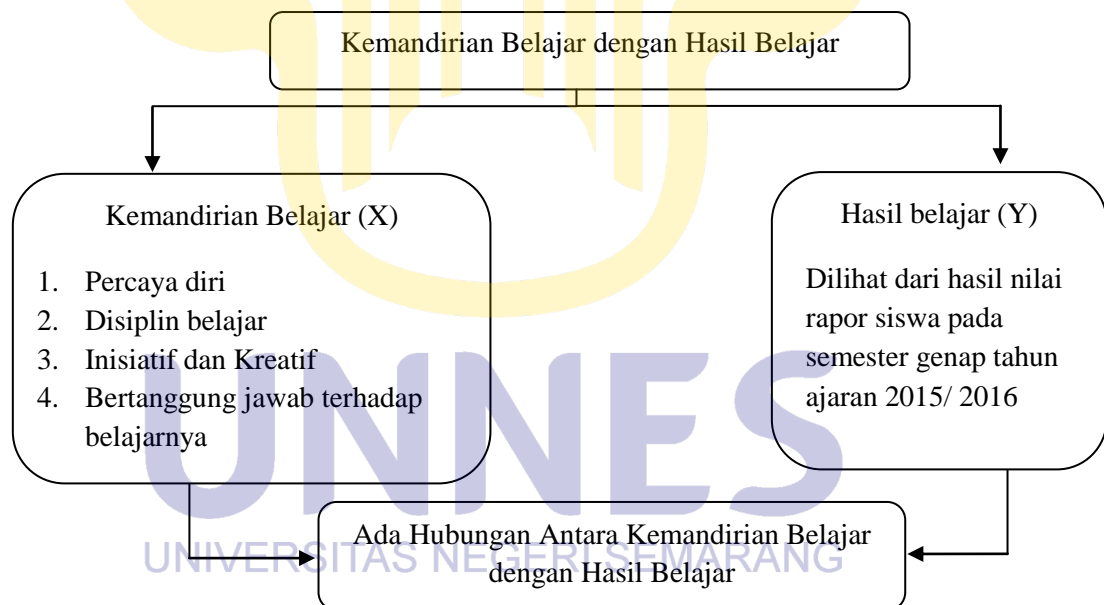 Kemandirian Belajar dengan Hasil Belajar
Kemandirian Belajar (X)
1. Percaya diri
2. Disiplin belajar
3. Inisiatif dan Kreatif
4. Bertanggung jawab terhadap
belajarnya
Hasil belajar (Y)
Dilihat dari hasil nilai
rapor siswa pada
semester genap tahun
ajaran 2015/ 2016
UNNES
Ada Hubungan Antara Kemandirian Belajar
dengan Hasil Belajar
UNIVERSITAS NEGERI SEMARANG